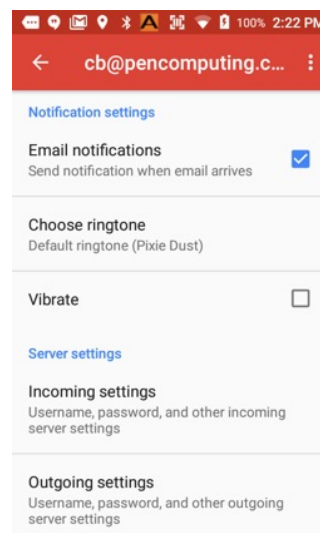 100% 2:22 PM
cb@pencomputing.c...
Notification settings
Email notifications
Send notification when email arrives
Choose ringtone
Default ringtone (Pixie Dust)
Vibrate
Server settings
Incoming settings
Username, password, and other incoming
server settings
Outgoing settings
Username, password, and other outgoing
server settings